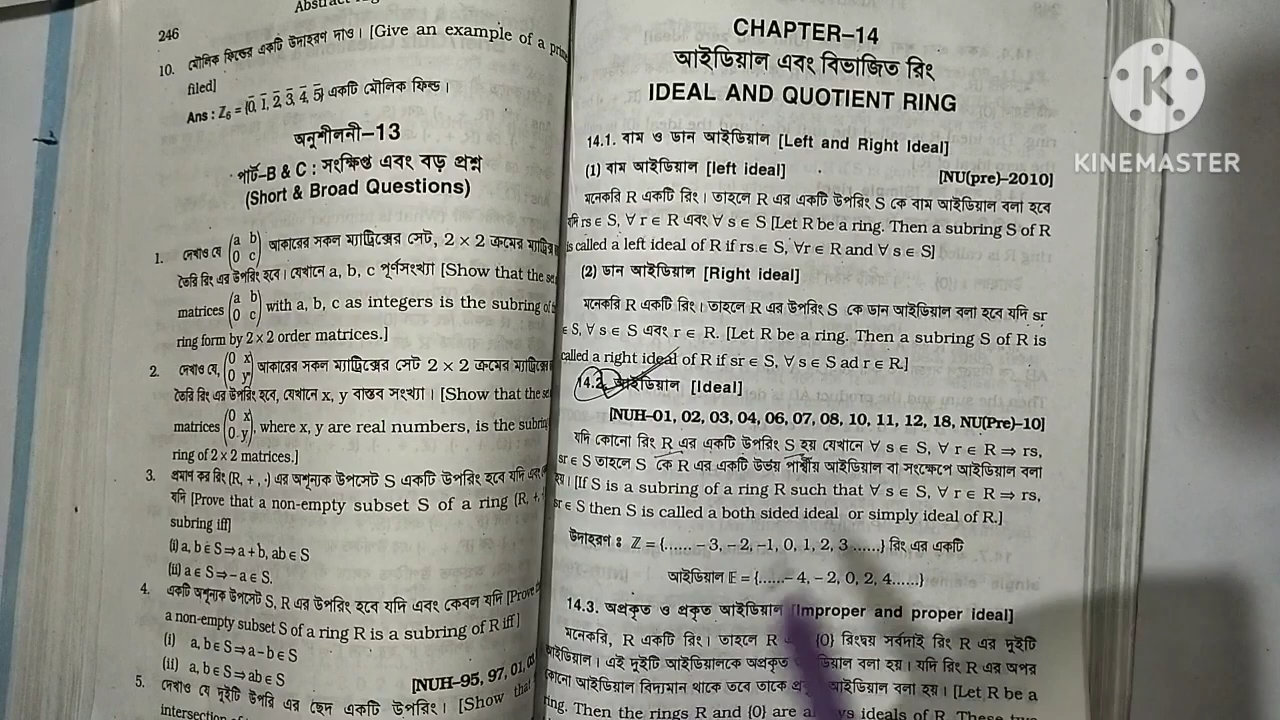 246
10. মৌলিক ফিল্ডের একটি উদাহরণ দাও। [Give an example of a
filed]
Ans : ℤ₆ = {0̄, 1̄, 2̄, 3̄, 4̄, 5̄} একটি মৌলিক ফিল্ড।
অনুশীলনী–13
পার্ট–B & C : সংক্ষিপ্ত এবং বড় প্রশ্ন
(Short & Broad Questions)
1. দেখাও যে (a b / 0 c) আকারের সকল ম্যাট্রিক্সের সেট, 2 × 2 ক্রমের
তৈরি রিং এর উপরিং হবে। যেখানে a, b, c পূর্ণসংখ্যা [Show that the
matrices (a b / 0 c) with a, b, c as integers is the subring of
ring form by 2 × 2 order matrices.]
2. দেখাও যে, (0 x / 0 y) আকারের সকল ম্যাট্রিক্সের সেট 2 × 2 ক্রমের
তৈরি রিং এর উপরিং হবে, যেখানে x, y বাস্তব সংখ্যা। [Show that the
matrices (0 x / 0 y), where x, y are real numbers, is the
ring of 2 × 2 matrices.]
3. প্রমাণ কর রিং (R, + , .) এর অশূন্যক উপসেট S একটি উপরিং হবে যদি এবং
যদি [Prove that a non-empty subset S of a ring (R, +,
subring iff]
(i) a, b ∈ S ⇒ a + b, ab ∈ S
(ii) a ∈ S ⇒ –a ∈ S.
4. একটি অশূন্যক উপসেট S, R এর উপরিং হবে যদি এবং কেবল যদি [Prove
a non-empty subset S of a ring R is a subring of R iff]
(i) a, b ∈ S ⇒ a – b ∈ S
(ii) a, b ∈ S ⇒ ab ∈ S
[NUH–95, 97, 01,
5. দেখাও যে দুইটি উপরিং এর ছেদ একটি উপরিং। [Show that
intersection of
CHAPTER–14
আইডিয়াল এবং বিভাজিত রিং
IDEAL AND QUOTIENT RING
14.1. বাম ও ডান আইডিয়াল [Left and Right Ideal]
(1) বাম আইডিয়াল [left ideal] [NU(pre)–2010]
মনেকরি R একটি রিং। তাহলে R এর একটি উপরিং S কে বাম আইডিয়াল বলা হবে
যদি rs ∈ S, ∀ r ∈ R এবং ∀ s ∈ S [Let R be a ring. Then a subring S of R
is called a left ideal of R if rs ∈ S, ∀r ∈ R and ∀ s ∈ S]
(2) ডান আইডিয়াল [Right ideal]
মনেকরি R একটি রিং। তাহলে R এর উপরিং S কে ডান আইডিয়াল বলা হবে যদি sr
∈ S, ∀ s ∈ S এবং r ∈ R. [Let R be a ring. Then a subring S of R is
called a right ideal of R if sr ∈ S, ∀ s ∈ S ad r ∈ R.]
14.2. আইডিয়াল [Ideal]
[NUH–01, 02, 03, 04, 06, 07, 08, 10, 11, 12, 18, NU(Pre)–10]
যদি কোনো রিং R এর একটি উপরিং S হয় যেখানে ∀ s ∈ S, ∀ r ∈ R ⇒ rs,
sr ∈ S তাহলে S কে R এর একটি উভয় পার্শ্বীয় আইডিয়াল বা সংক্ষেপে আইডিয়াল বলা
হয়। [If S is a subring of a ring R such that ∀ s ∈ S, ∀ r ∈ R ⇒ rs,
sr ∈ S then S is called a both sided ideal or simply ideal of R.]
উদাহরণ : ℤ = {...... – 3, –2, –1, 0, 1, 2, 3 ......} রিং এর একটি
আইডিয়াল 𝔼 = {......– 4, – 2, 0, 2, 4......}
14.3. অপ্রকৃত ও প্রকৃত আইডিয়াল [Improper and proper ideal]
মনেকরি, R একটি রিং। তাহলে R {0} রিংদ্বয় সর্বদাই রিং R এর দুইটি
আইডিয়াল। এই দুইটি আইডিয়ালকে অপ্রকৃত বলা হয়। যদি রিং R এর অপর
কোনো আইডিয়াল বিদ্যমান থাকে তবে তাকে আইডিয়াল বলা হয়। [Let R be a
ring. Then the rings R and {0} are ideals of R. These
KINEMASTER